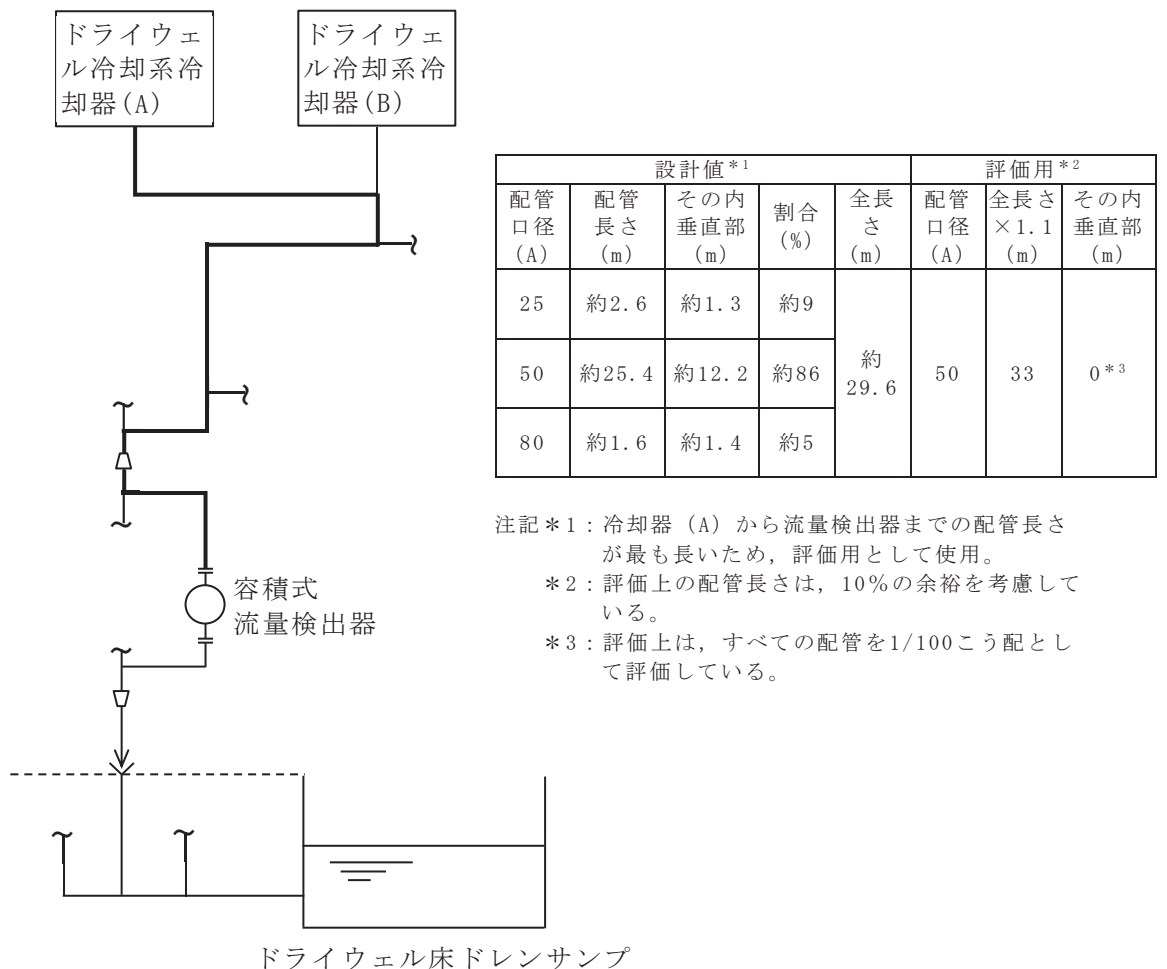 ドライウェ
ル冷却系冷
却器(A)
ドライウェ
ル冷却系冷
却器(B)
設計値*1 評価用*2
配管口径(A) 配管長さ(m) その内垂直部(m) 割合(%) 全長さ(m) 配管口径(A) 全長さ×1.1(m) その内垂直部(m)
25 約2.6 約1.3 約9 約29.6 50 33 0*3
50 約25.4 約12.2 約86
80 約1.6 約1.4 約5
注記*1:冷却器(A)から流量検出器までの配管長さ
が最も長いため,評価用として使用。
*2:評価上の配管長さは,10%の余裕を考慮して
いる。
*3:評価上は,すべての配管を1/100こう配とし
て評価している。
容積式
流量検出器
ドライウェル床ドレンサンプ